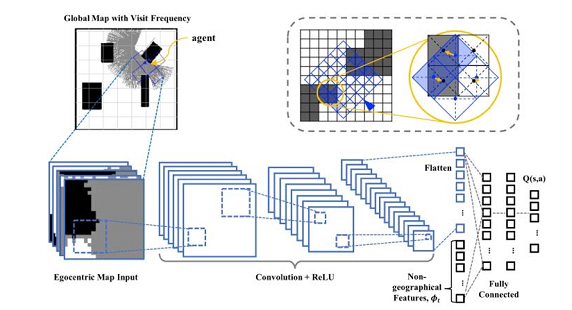 Global Map with Visit Frequency
agent
Flatten
Q(s,a)
Egocentric Map Input
Convolution + ReLU
Non-
geographical
Features, ϕt
Fully
Connected